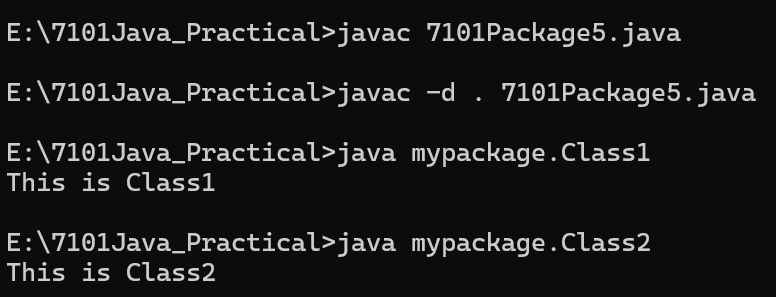 E:\7101Java_Practical>javac 7101Package5.java
E:\7101Java_Practical>javac -d . 7101Package5.java
E:\7101Java_Practical>java mypackage.Class1
This is Class1
E:\7101Java_Practical>java mypackage.Class2
This is Class2